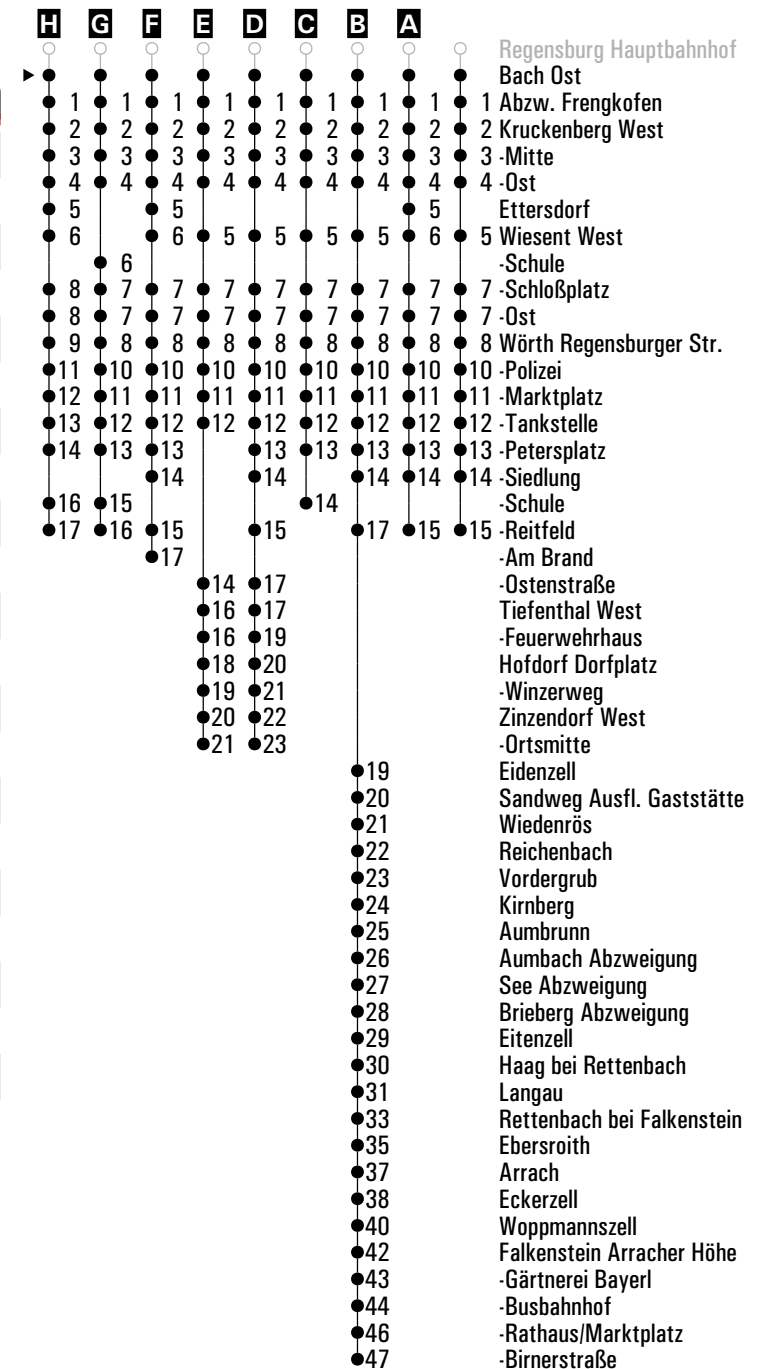 H G F E D C B A
Regensburg Hauptbahnhof
Bach Ost
1 1 1 1 1 1 1 1 1 Abzw. Frengkofen
2 2 2 2 2 2 2 2 2 Kruckenberg West
3 3 3 3 3 3 3 3 3 -Mitte
4 4 4 4 4 4 4 4 4 -Ost
5 5 5 Ettersdorf
6 6 5 5 5 5 6 5 Wiesent West
6 -Schule
8 7 7 7 7 7 7 7 7 -Schloßplatz
8 7 7 7 7 7 7 7 7 -Ost
9 8 8 8 8 8 8 8 8 Wörth Regensburger Str.
11 10 10 10 10 10 10 10 10 -Polizei
12 11 11 11 11 11 11 11 11 -Marktplatz
13 12 12 12 12 12 12 12 12 -Tankstelle
14 13 13 13 13 13 13 13 -Petersplatz
14 14 14 14 14 -Siedlung
16 15 14 -Schule
17 16 15 15 17 15 15 -Reitfeld
17 -Am Brand
14 17 -Ostenstraße
16 17 Tiefenthal West
16 19 -Feuerwehrhaus
18 20 Hofdorf Dorfplatz
19 21 -Winzerweg
20 22 Zinzendorf West
21 23 -Ortsmitte
19 Eidenzell
20 Sandweg Ausfl. Gaststätte
21 Wiedenrös
22 Reichenbach
23 Vordergrub
24 Kirnberg
25 Aumbrunn
26 Aumbach Abzweigung
27 See Abzweigung
28 Brieberg Abzweigung
29 Eitenzell
30 Haag bei Rettenbach
31 Langau
33 Rettenbach bei Falkenstein
35 Ebersroith
37 Arrach
38 Eckerzell
40 Woppmannszell
42 Falkenstein Arracher Höhe
43 -Gärtnerei Bayerl
44 -Busbahnhof
46 -Rathaus/Marktplatz
47 -Birnerstraße